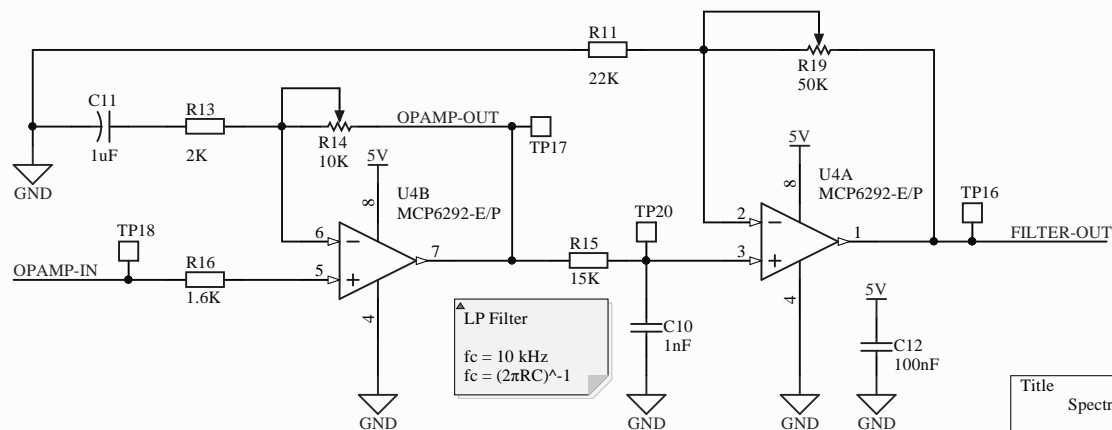 R11
22K
R19
50K
C11
1uF
R13
2K
R14
10K
OPAMP-OUT
TP17
GND
5V
8
U4B
MCP6292-E/P
6
5
7
4
TP18
OPAMP-IN
R16
1.6K
R15
15K
TP20
5V
8
U4A
MCP6292-E/P
2
3
1
4
TP16
FILTER-OUT
LP Filter
fc = 10 kHz
fc = (2πRC)^-1
C10
1nF
5V
C12
100nF
GND
GND
GND
GND
Title
Spectr